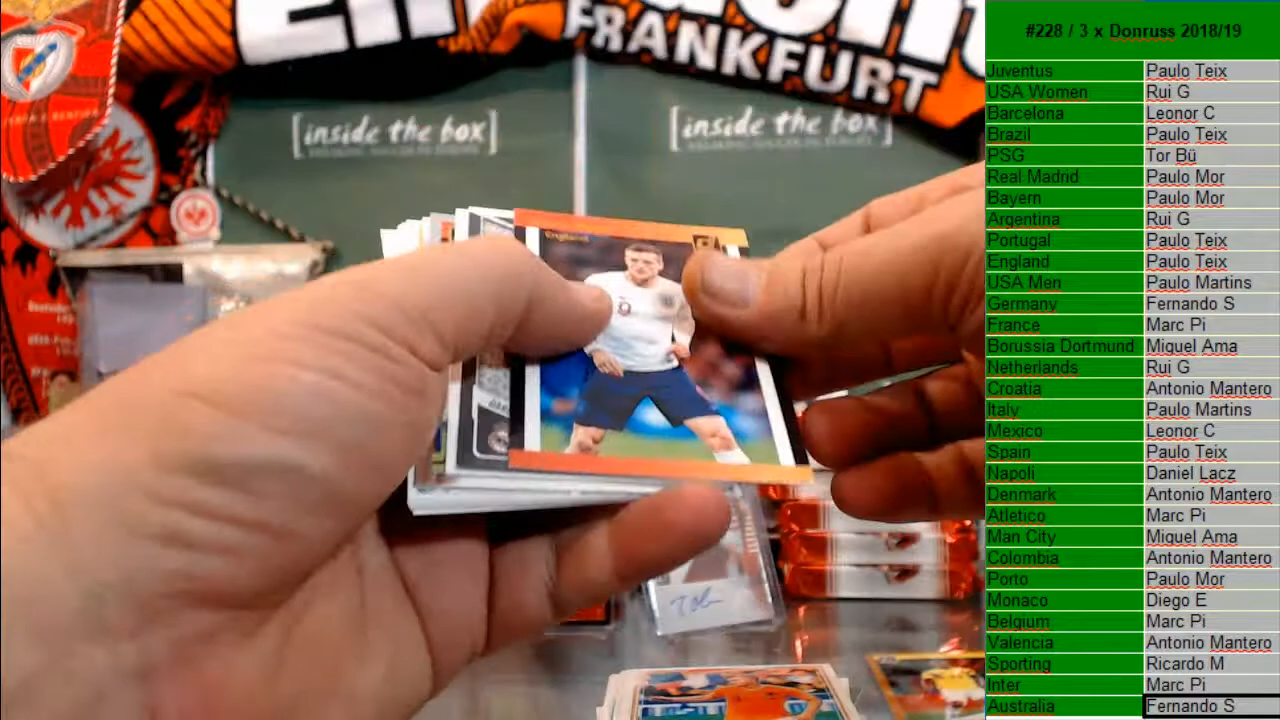 FRANKFURT
[inside the box]
[inside the box]
England
9
#228 / 3 x Donruss 2018/19
Juventus Paulo Teix
USA Women Rui G
Barcelona Leonor C
Brazil Paulo Teix
PSG Tor Bü
Real Madrid Paulo Mor
Bayern Paulo Mor
Argentina Rui G
Portugal Paulo Teix
England Paulo Teix
USA Men Paulo Martins
Germany Fernando S
France Marc Pi
Borussia Dortmund Miguel Ama
Netherlands Rui G
Croatia Antonio Mantero
Italy Paulo Martins
Mexico Leonor C
Spain Paulo Teix
Napoli Daniel Lacz
Denmark Antonio Mantero
Atletico Marc Pi
Man City Miguel Ama
Colombia Antonio Mantero
Porto Paulo Mor
Monaco Diego E
Belgium Marc Pi
Valencia Antonio Mantero
Sporting Ricardo M
Inter Marc Pi
Australia Fernando S